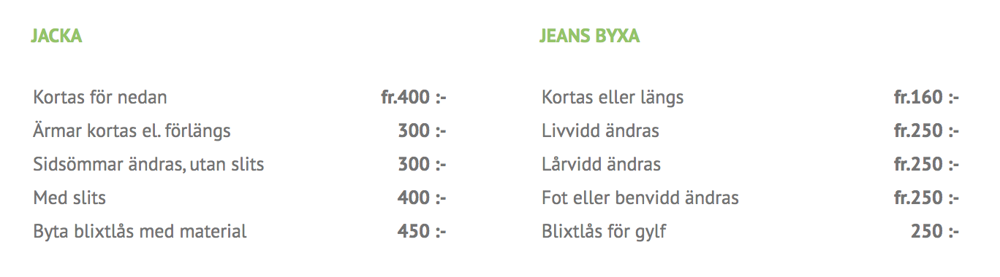 JACKA
Kortas för nedan fr.400 :-
Ärmar kortas el. förlängs 300 :-
Sidsömmar ändras, utan slits 300 :-
Med slits 400 :-
Byta blixtlås med material 450 :-
JEANS BYXA
Kortas eller längs fr.160 :-
Livvidd ändras fr.250 :-
Lårvidd ändras fr.250 :-
Fot eller benvidd ändras fr.250 :-
Blixtlås för gylf 250 :-